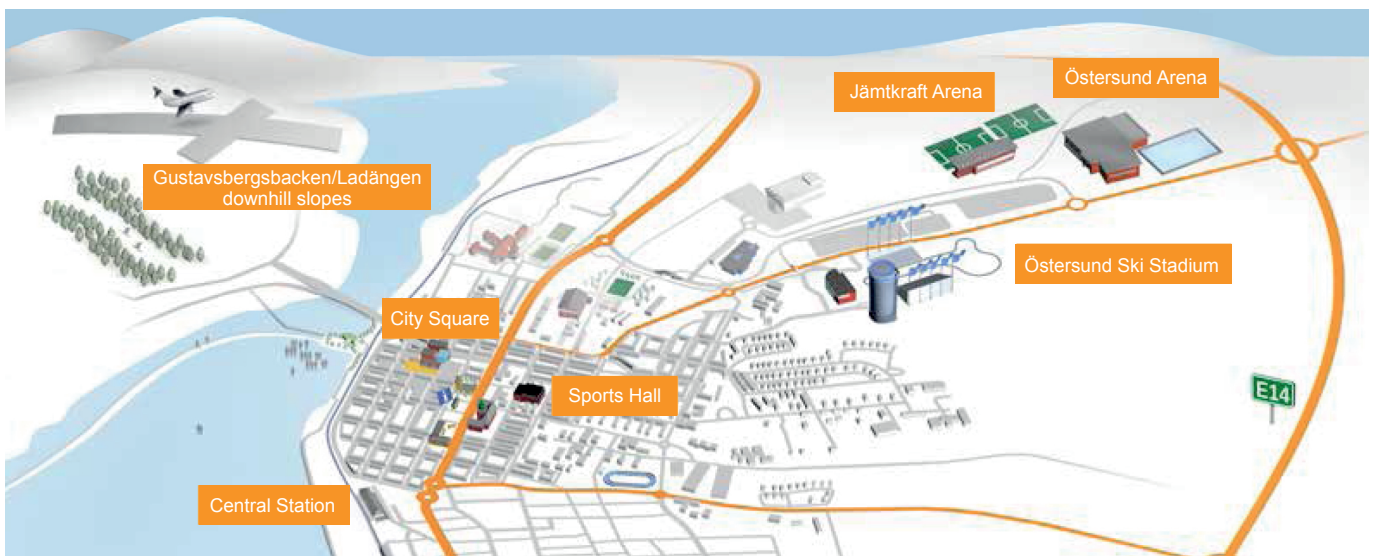 Östersund Arena
Jämtkraft Arena
Gustavsbergsbacken/Ladängen
downhill slopes
Östersund Ski Stadium
City Square
Sports Hall
E14
i
Central Station